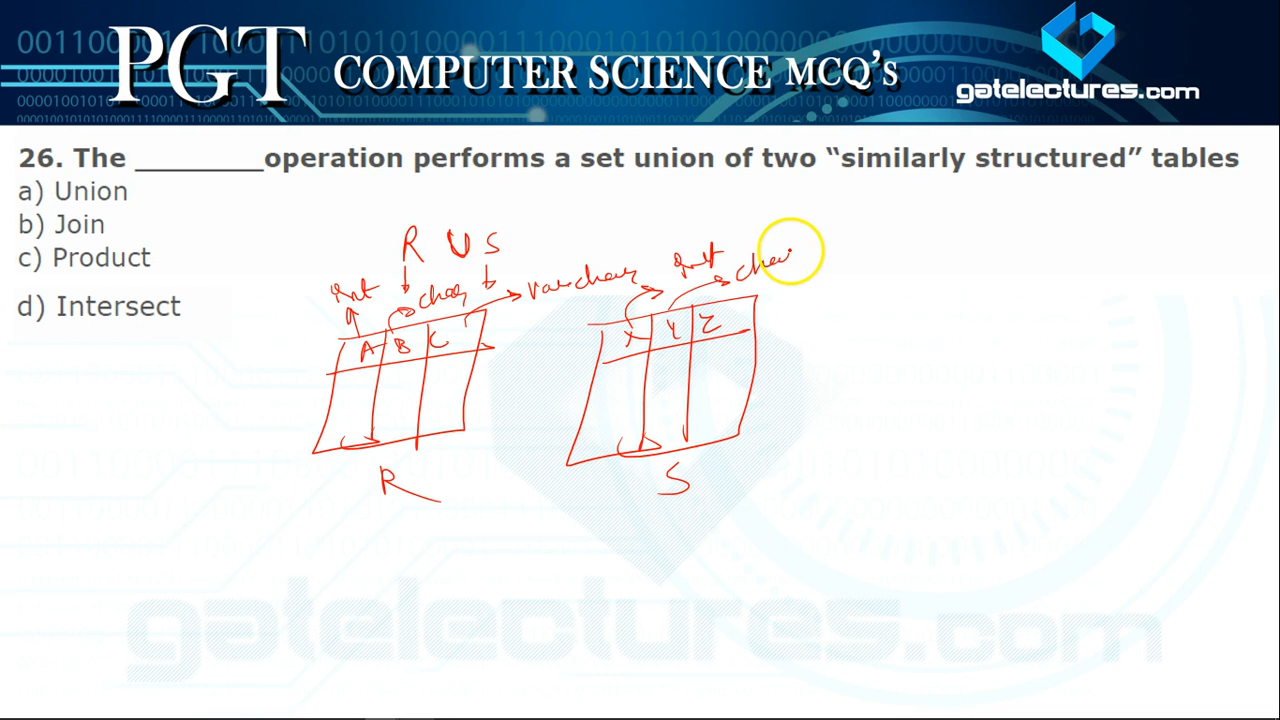 PGT COMPUTER SCIENCE MCQ'S
gatelectures.com
26. The ________operation performs a set union of two “similarly structured” tables
a) Union
b) Join
c) Product
d) Intersect
R U S
int char varchar int char
A B C X Y Z
R S
gatelectures.com